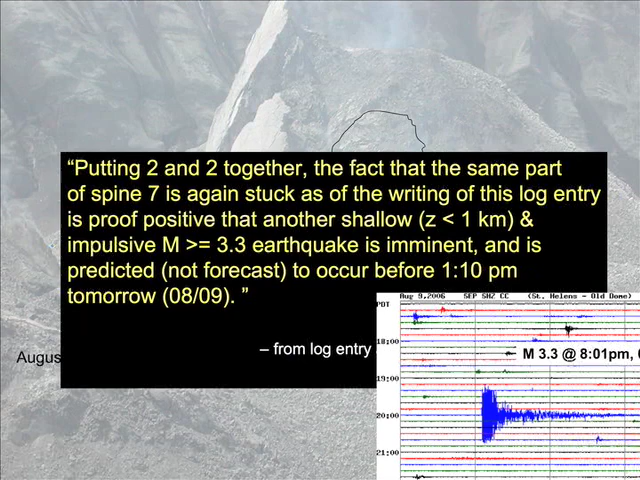 “Putting 2 and 2 together, the fact that the same part
of spine 7 is again stuck as of the writing of this log entry
is proof positive that another shallow (z < 1 km) &
impulsive M >= 3.3 earthquake is imminent, and is
predicted (not forecast) to occur before 1:10 pm
tomorrow (08/09). ”
– from log entry
Augus
Aug 9,2006 SEP SHZ CC (St. Helens - Old Dome)
PDT
18:00
M 3.3 @ 8:01pm,
19:00
20:00
21:00